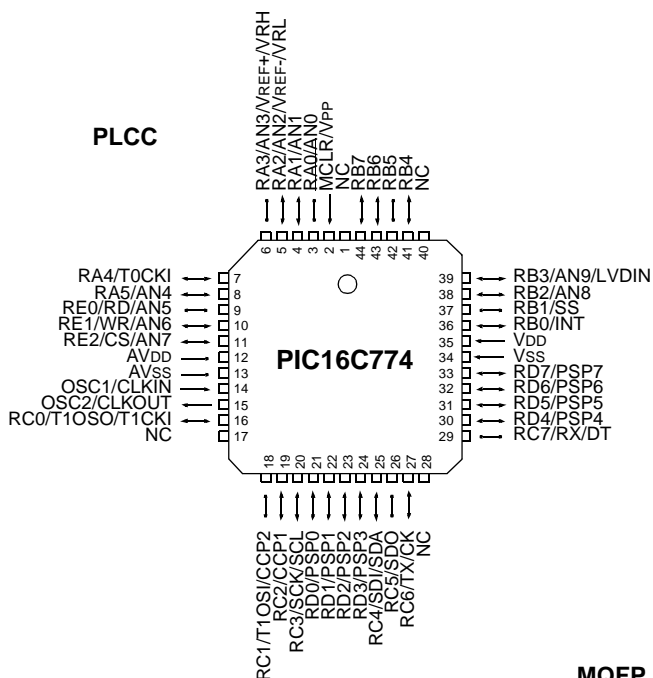 PLCC
RA3/AN3/VREF+/VRH
RA2/AN2/VREF-/VRL
RA1/AN1
RA0/AN0
MCLR/VPP
NC
RB7
RB6
RB5
RB4
NC
6
5
4
3
2
1
44
43
42
41
40
RA4/T0CKI
RA5/AN4
RE0/RD/AN5
RE1/WR/AN6
RE2/CS/AN7
AVDD
AVSS
OSC1/CLKIN
OSC2/CLKOUT
RC0/T1OSO/T1CKI
NC
7
8
9
10
11
12
13
14
15
16
17
PIC16C774
39
38
37
36
35
34
33
32
31
30
29
RB3/AN9/LVDIN
RB2/AN8
RB1/SS
RB0/INT
VDD
VSS
RD7/PSP7
RD6/PSP6
RD5/PSP5
RD4/PSP4
RC7/RX/DT
18
19
20
21
22
23
24
25
26
27
28
RC1/T1OSI/CCP2
RC2/CCP1
RC3/SCK/SCL
RD0/PSP0
RD1/PSP1
RD2/PSP2
RD3/PSP3
RC4/SDI/SDA
RC5/SDO
RC6/TX/CK
NC
MQFP